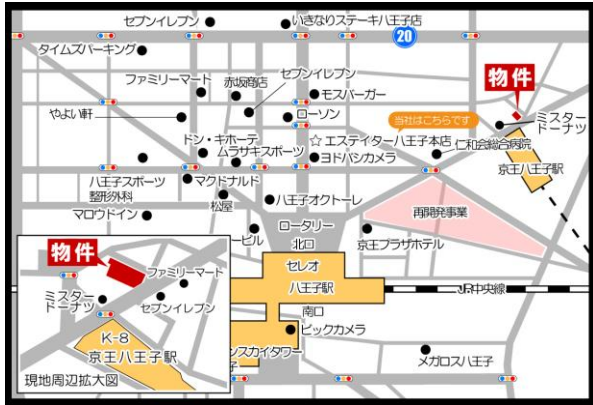 セブンイレブン
いきなりステーキ八王子店
20
タイムズパーキング
物件
ファミリーマート
赤坂商店
セブンイレブン
モスバーガー
やよい軒
ローソン
当社はこちらです
ミスター
ドーナツ
ドン・キホーテ
☆エスティター八王子本店
仁和会総合病院
ムラサキスポーツ
ヨドバシカメラ
京王八王子駅
八王子スポーツ
整形外科
マクドナルド
松屋
八王子オクトーレ
マロウドイン
ロータリー
再開発事業
北口
京王プラザホテル
ービル
セレオ
八王子駅
JR中央線
南口
ビックカメラ
ンスカイタワー
子
メガロス八王子
物件
ファミリーマート
ミスター
ドーナツ
セブンイレブン
K-8
京王八王子駅
現地周辺拡大図